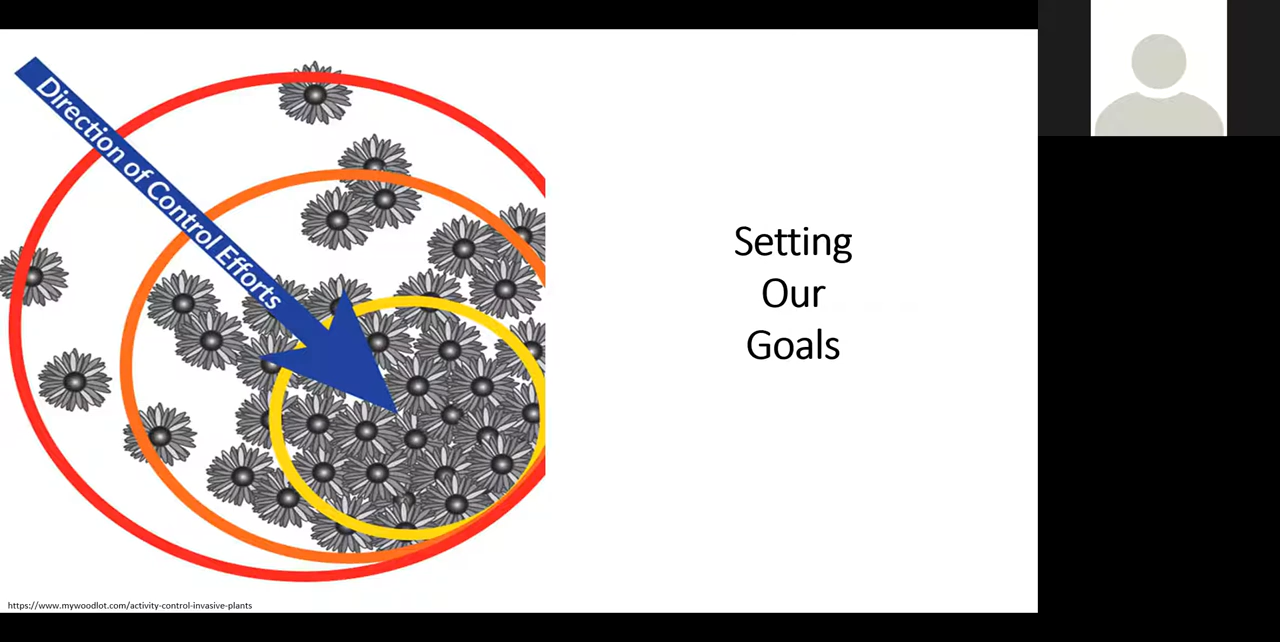 Direction of Control Efforts
Setting
Our
Goals
https://www.mywoodlot.com/activity-control-invasive-plants